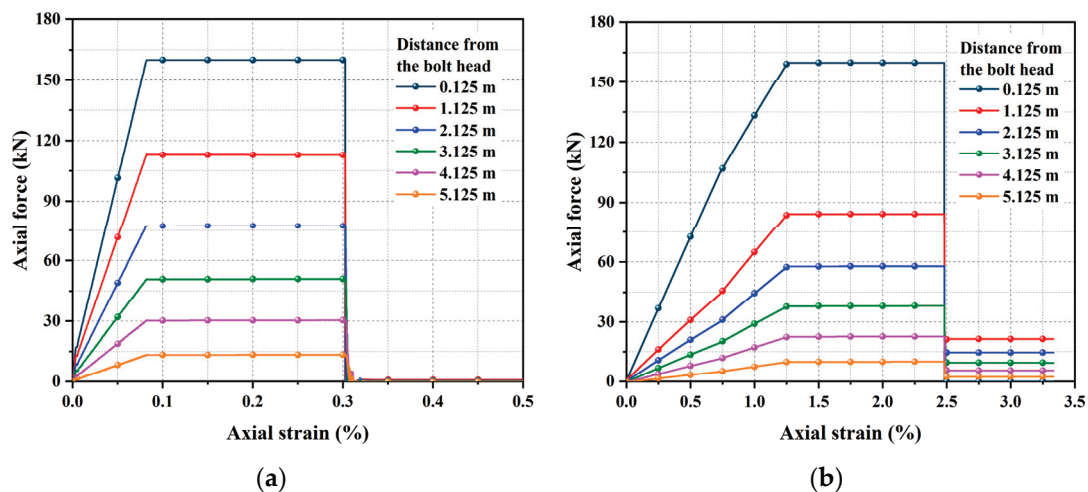 180
150
120
90
60
30
0
Axial force (kN)
Distance from
the bolt head
0.125 m
1.125 m
2.125 m
3.125 m
4.125 m
5.125 m
0.0 0.1 0.2 0.3 0.4 0.5
Axial strain (%)
(a)
180
150
120
90
60
30
0
Axial force (kN)
Distance from
the bolt head
0.125 m
1.125 m
2.125 m
3.125 m
4.125 m
5.125 m
0.0 0.5 1.0 1.5 2.0 2.5 3.0 3.5
Axial strain (%)
(b)